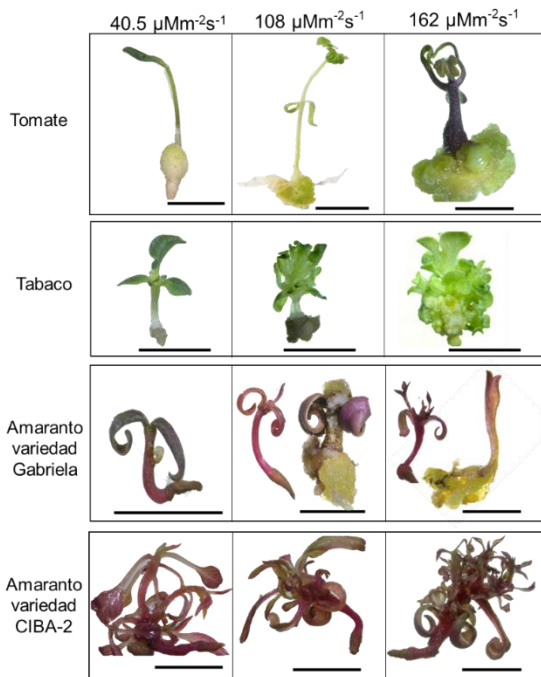 40.5 µMm⁻²s⁻¹ 108 µMm⁻²s⁻¹ 162 µMm⁻²s⁻¹
Tomate
Tabaco
Amaranto
variedad
Gabriela
Amaranto
variedad
CIBA-2